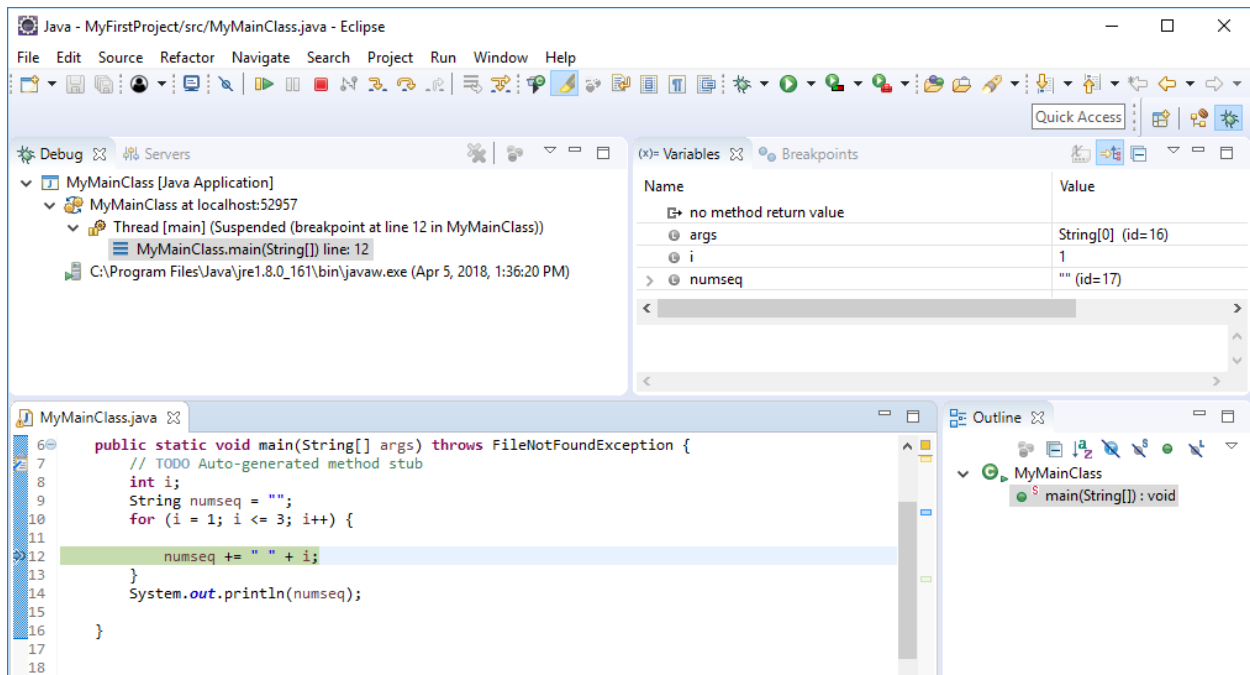 Java - MyFirstProject/src/MyMainClass.java - Eclipse
File Edit Source Refactor Navigate Search Project Run Window Help
Quick Access
Debug Servers
MyMainClass [Java Application]
MyMainClass at localhost:52957
Thread [main] (Suspended (breakpoint at line 12 in MyMainClass))
MyMainClass.main(String[]) line: 12
C:\Program Files\Java\jre1.8.0_161\bin\javaw.exe (Apr 5, 2018, 1:36:20 PM)
(x)= Variables Breakpoints
Name Value
no method return value
args String[0] (id=16)
i 1
numseq "" (id=17)
MyMainClass.java
6 public static void main(String[] args) throws FileNotFoundException {
7 // TODO Auto-generated method stub
8 int i;
9 String numseq = "";
10 for (i = 1; i <= 3; i++) {
11
12 numseq += " " + i;
13 }
14 System.out.println(numseq);
15
16 }
17
18
Outline
MyMainClass
main(String[]) : void